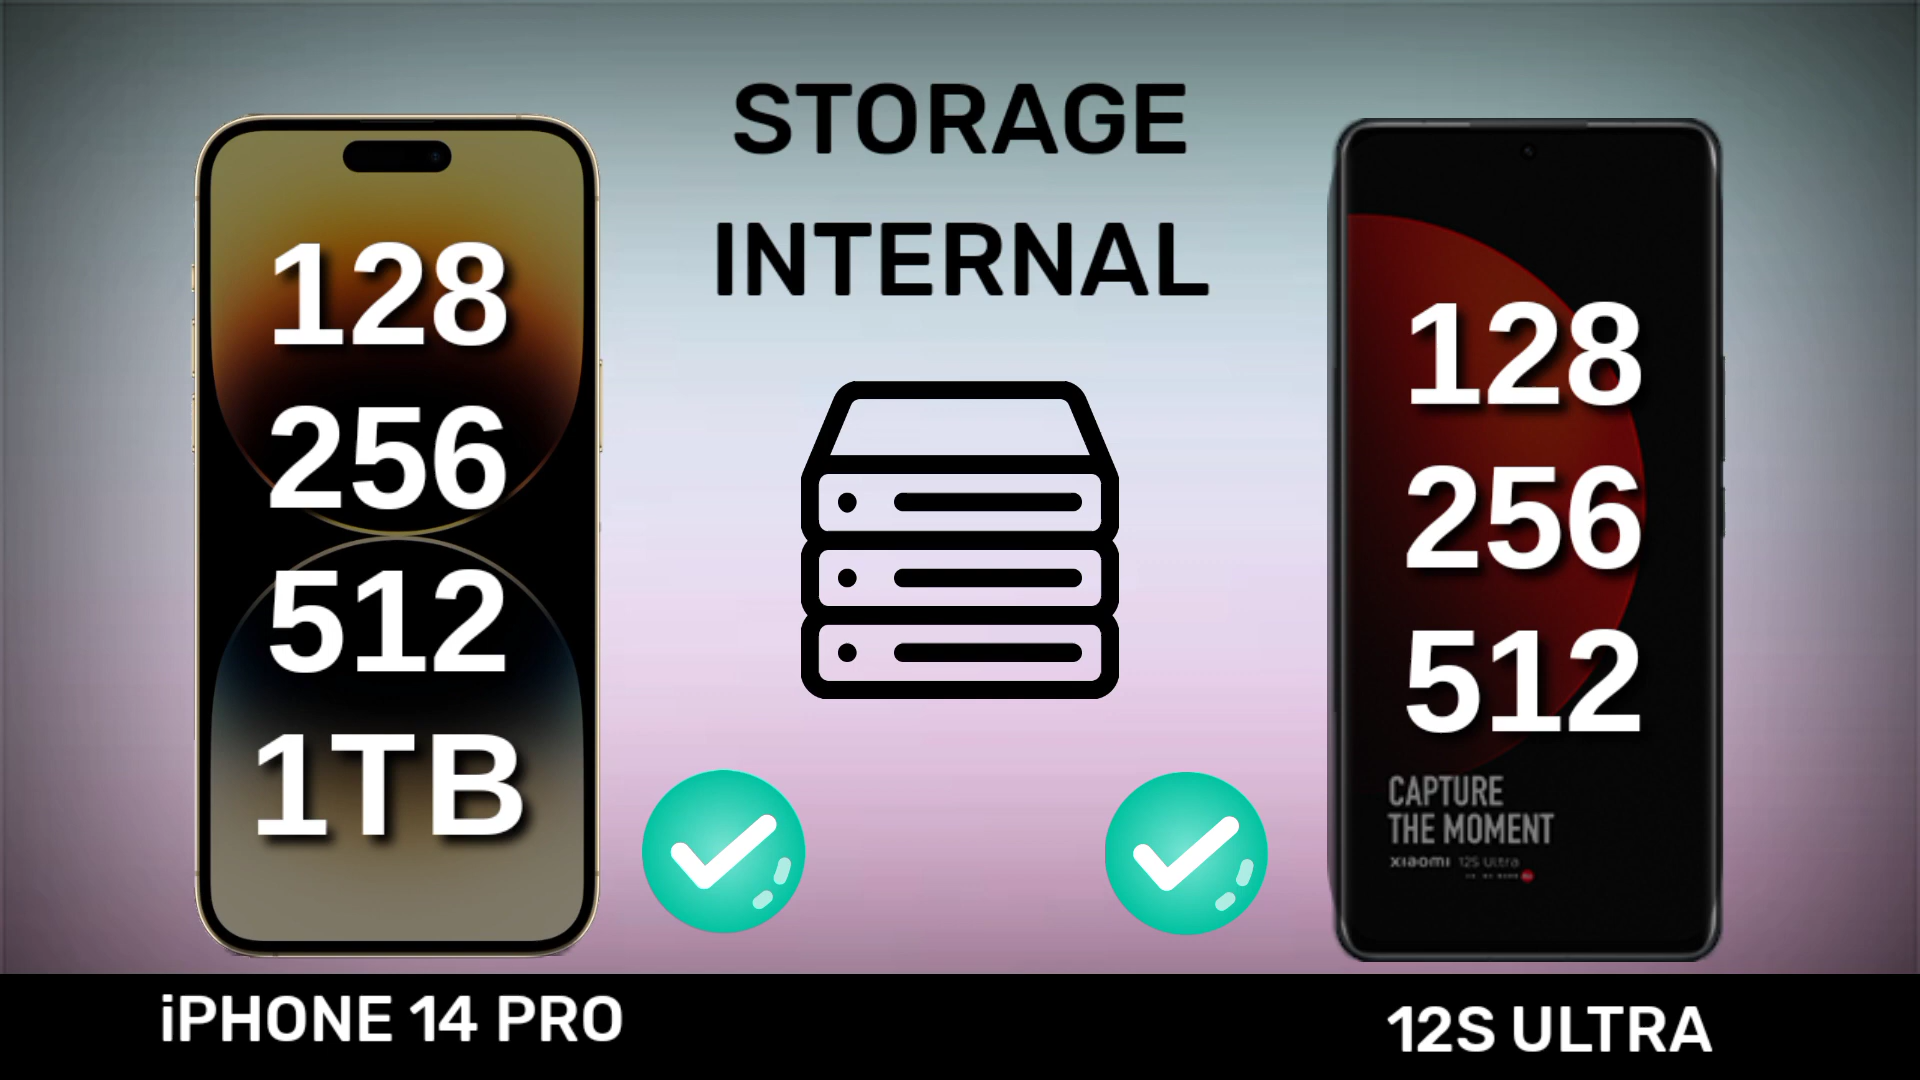 STORAGE
INTERNAL
128
256
512
1TB
128
256
512
CAPTURE
THE MOMENT
xiaomi 12S Ultra
iPHONE 14 PRO
12S ULTRA